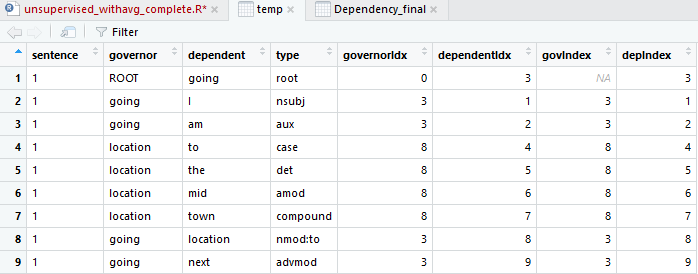 unsupervised_withavg_complete.R* temp Dependency_final
Filter
sentence governor dependent type governorIdx dependentIdx govIndex depIndex
1 1 ROOT going root 0 3 NA 3
2 1 going I nsubj 3 1 3 1
3 1 going am aux 3 2 3 2
4 1 location to case 8 4 8 4
5 1 location the det 8 5 8 5
6 1 location mid amod 8 6 8 6
7 1 location town compound 8 7 8 7
8 1 going location nmod:to 3 8 3 8
9 1 going next advmod 3 9 3 9